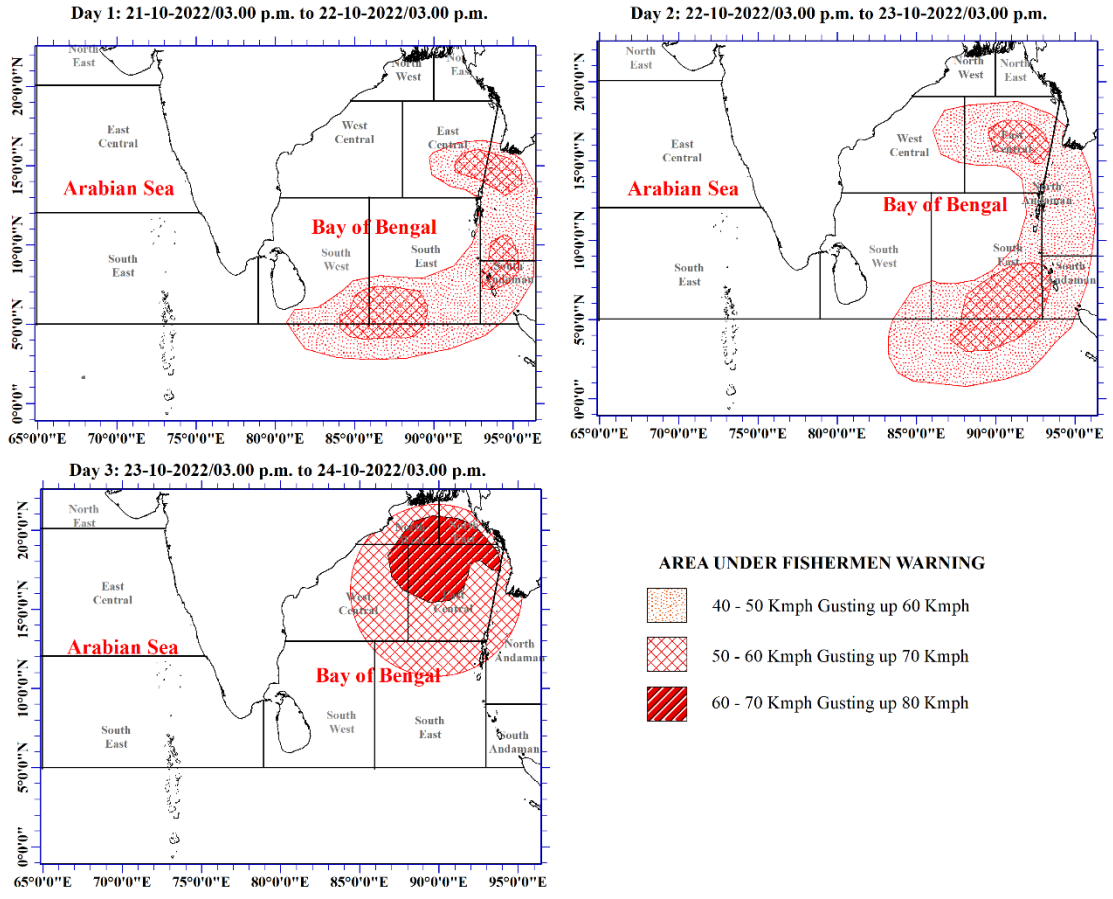 Day 1: 21-10-2022/03.00 p.m. to 22-10-2022/03.00 p.m.
North
East
North
West
North
East
20°0'0"N
East
Central
West
Central
East
Central
15°0'0"N
Arabian Sea
Bay of Bengal
10°0'0"N
South
East
South
West
South
East
South
Andaman
5°0'0"N
0°0'0"
65°0'0"E 70°0'0"E 75°0'0"E 80°0'0"E 85°0'0"E 90°0'0"E 95°0'0"E
Day 2: 22-10-2022/03.00 p.m. to 23-10-2022/03.00 p.m.
North
East
North
West
North
East
20°0'0"N
East
Central
West
Central
East
Central
15°0'0"N
Arabian Sea
North
Andaman
Bay of Bengal
10°0'0"N
South
East
South
West
South
East
South
Andaman
5°0'0"N
0°0'0"
65°0'0"E 70°0'0"E 75°0'0"E 80°0'0"E 85°0'0"E 90°0'0"E 95°0'0"E
Day 3: 23-10-2022/03.00 p.m. to 24-10-2022/03.00 p.m.
North
East
North
East
20°0'0"N
East
Central
West
Central
Central
15°0'0"N
Arabian Sea
North
Andaman
Bay of Bengal
10°0'0"N
South
East
South
West
South
East
South
Andaman
5°0'0"N
0°0'0"
65°0'0"E 70°0'0"E 75°0'0"E 80°0'0"E 85°0'0"E 90°0'0"E 95°0'0"E
AREA UNDER FISHERMEN WARNING
40 - 50 Kmph Gusting up 60 Kmph
50 - 60 Kmph Gusting up 70 Kmph
60 - 70 Kmph Gusting up 80 Kmph